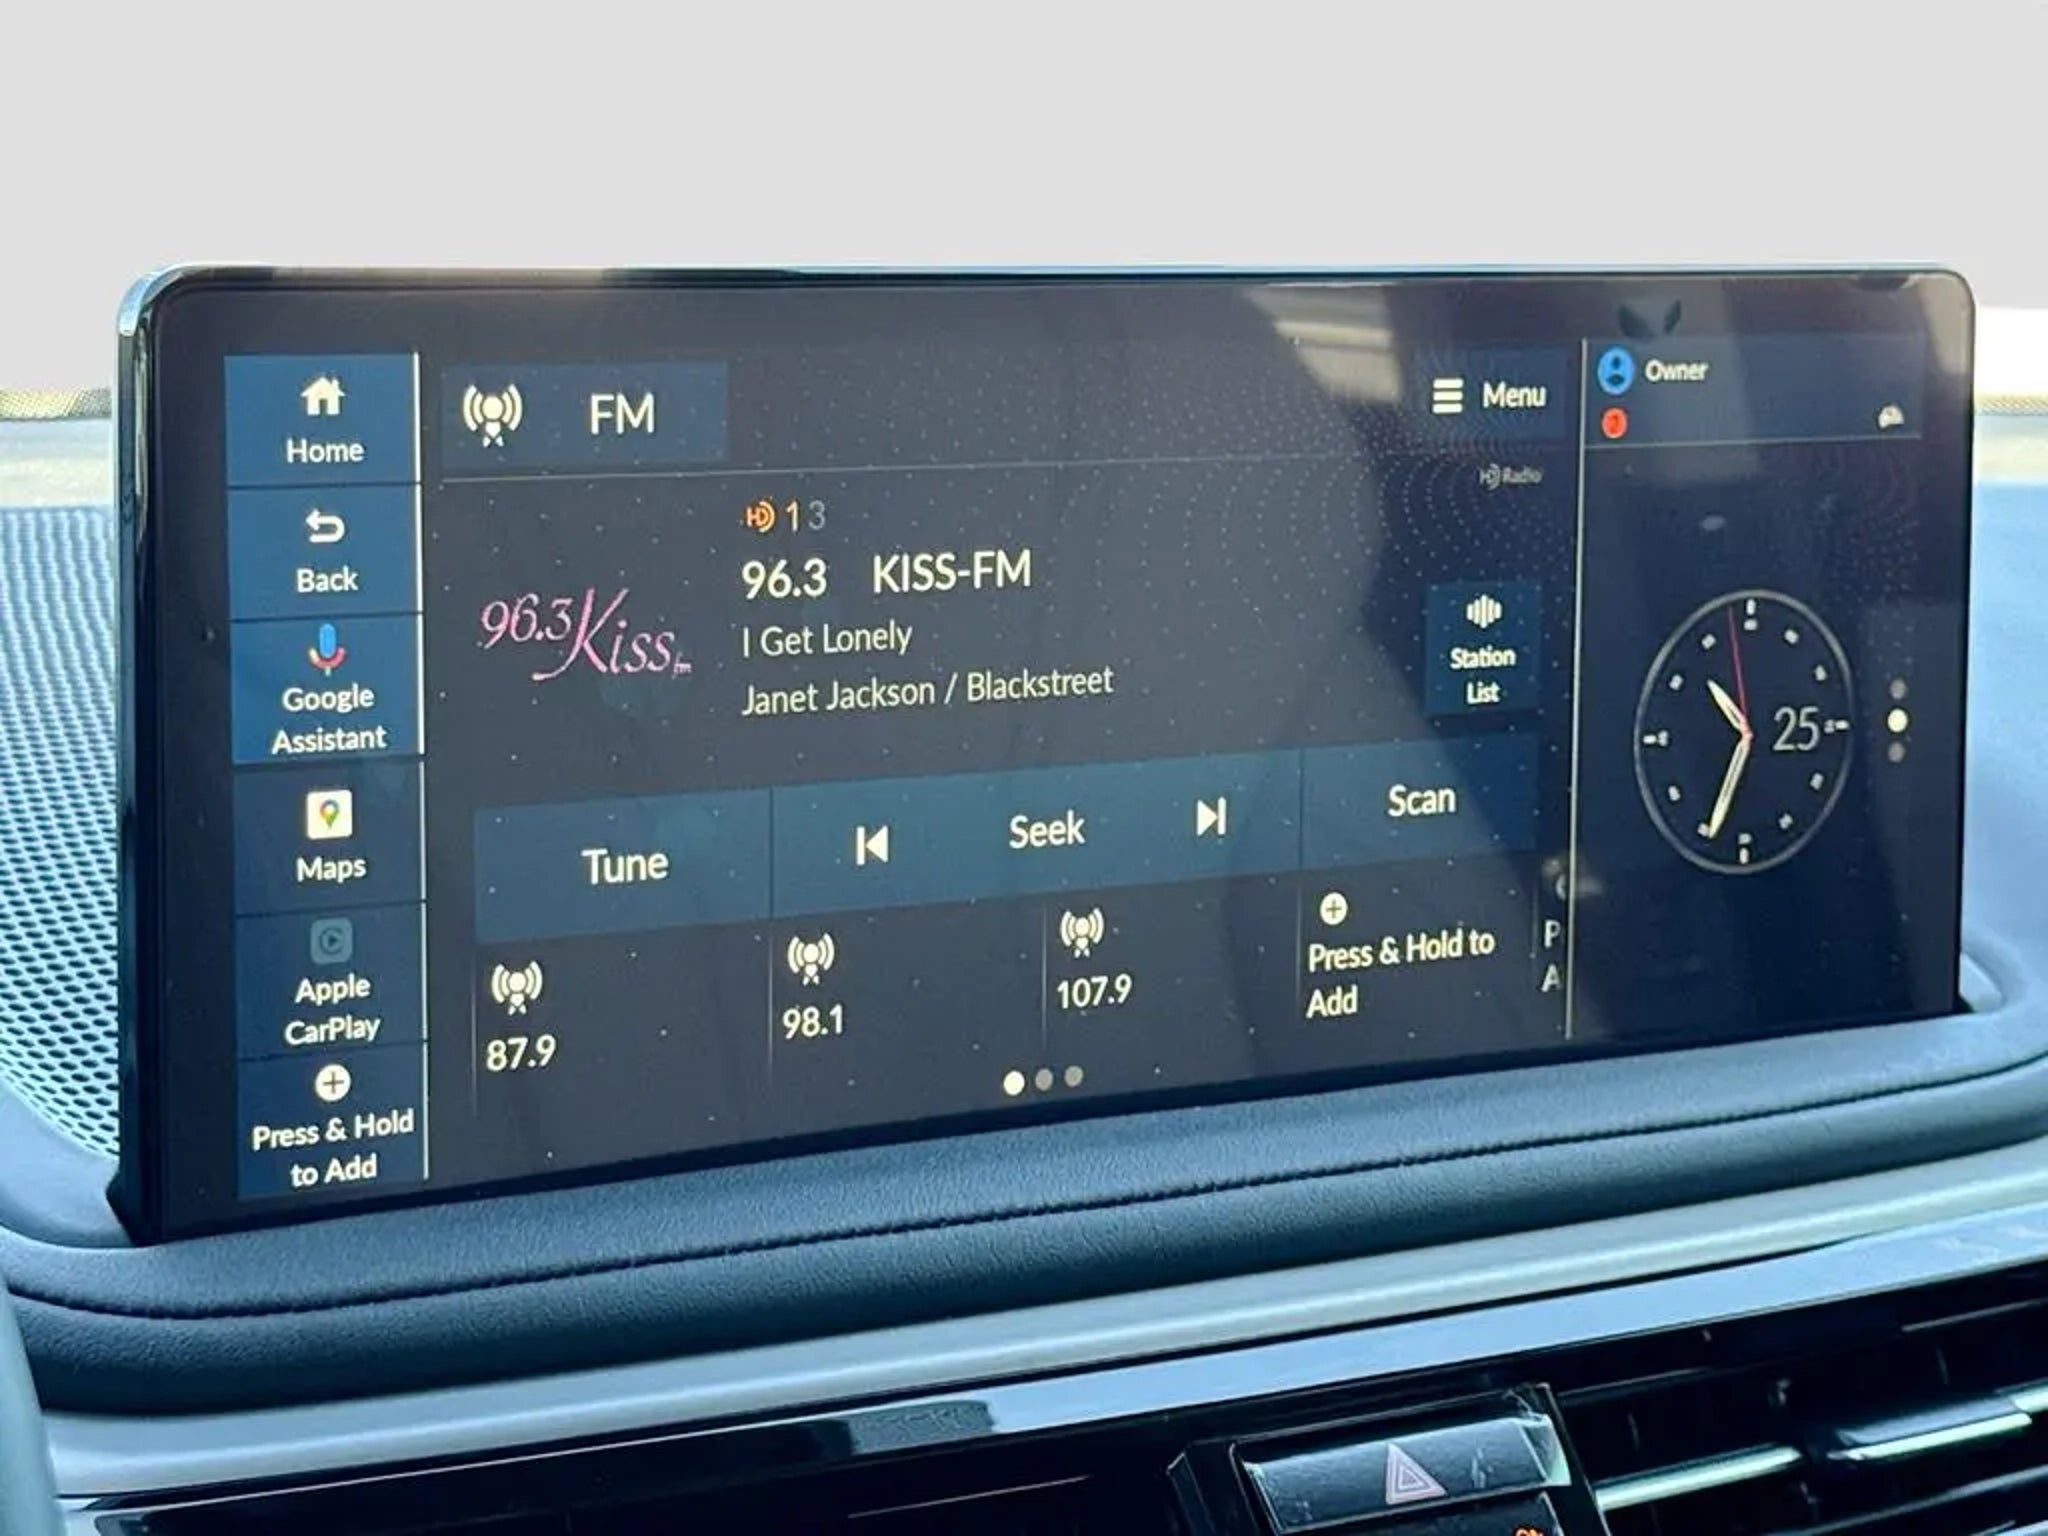 Home
Back
Google
Assistant
Maps
Apple
CarPlay
Press & Hold
to Add
FM
Menu
HD Radio
HD 1 3
96.3 Kiss fm
96.3 KISS-FM
I Get Lonely
Janet Jackson / Blackstreet
Station
List
Tune
Seek
Scan
87.9
98.1
107.9
Press & Hold to
Add
P
A
Owner
25